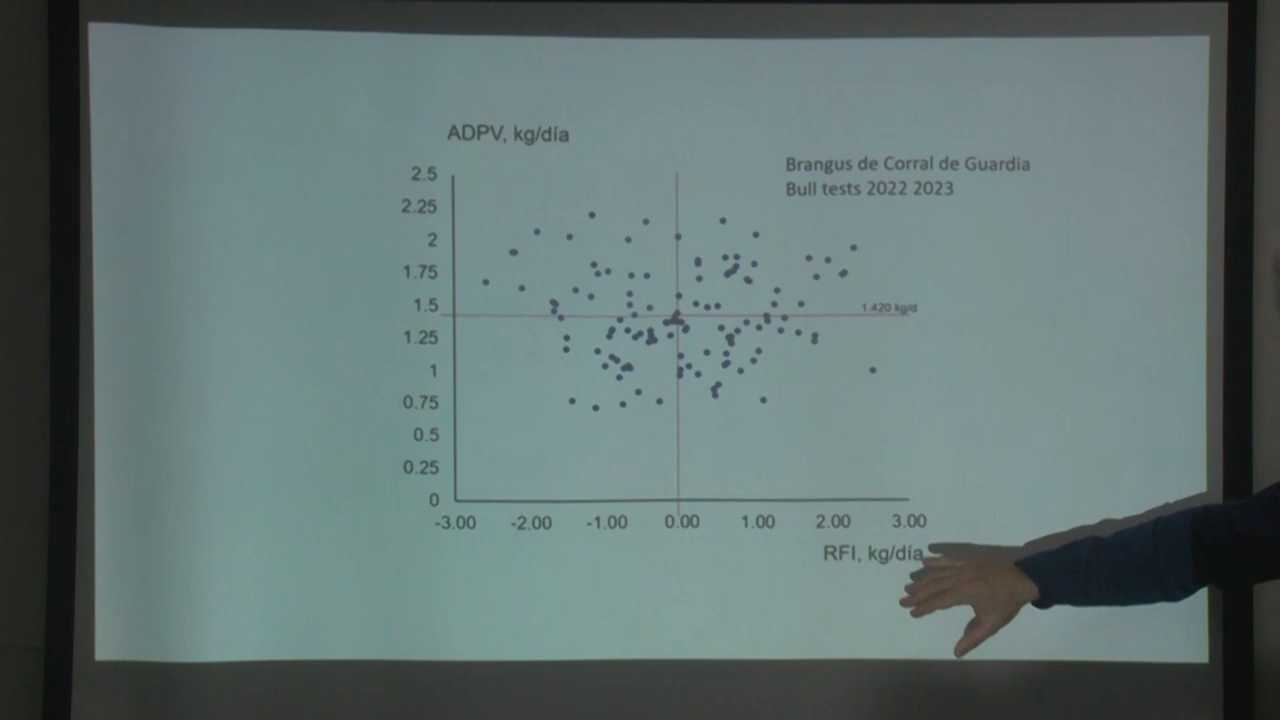 ADPV, kg/día
Brangus de Corral de Guardia
Bull tests 2022 2023
2.5
2.25
2
1.75
1.5
1.25
1
0.75
0.5
0.25
0
1.420 kg/d
-3.00 -2.00 -1.00 0.00 1.00 2.00 3.00
RFI, kg/día